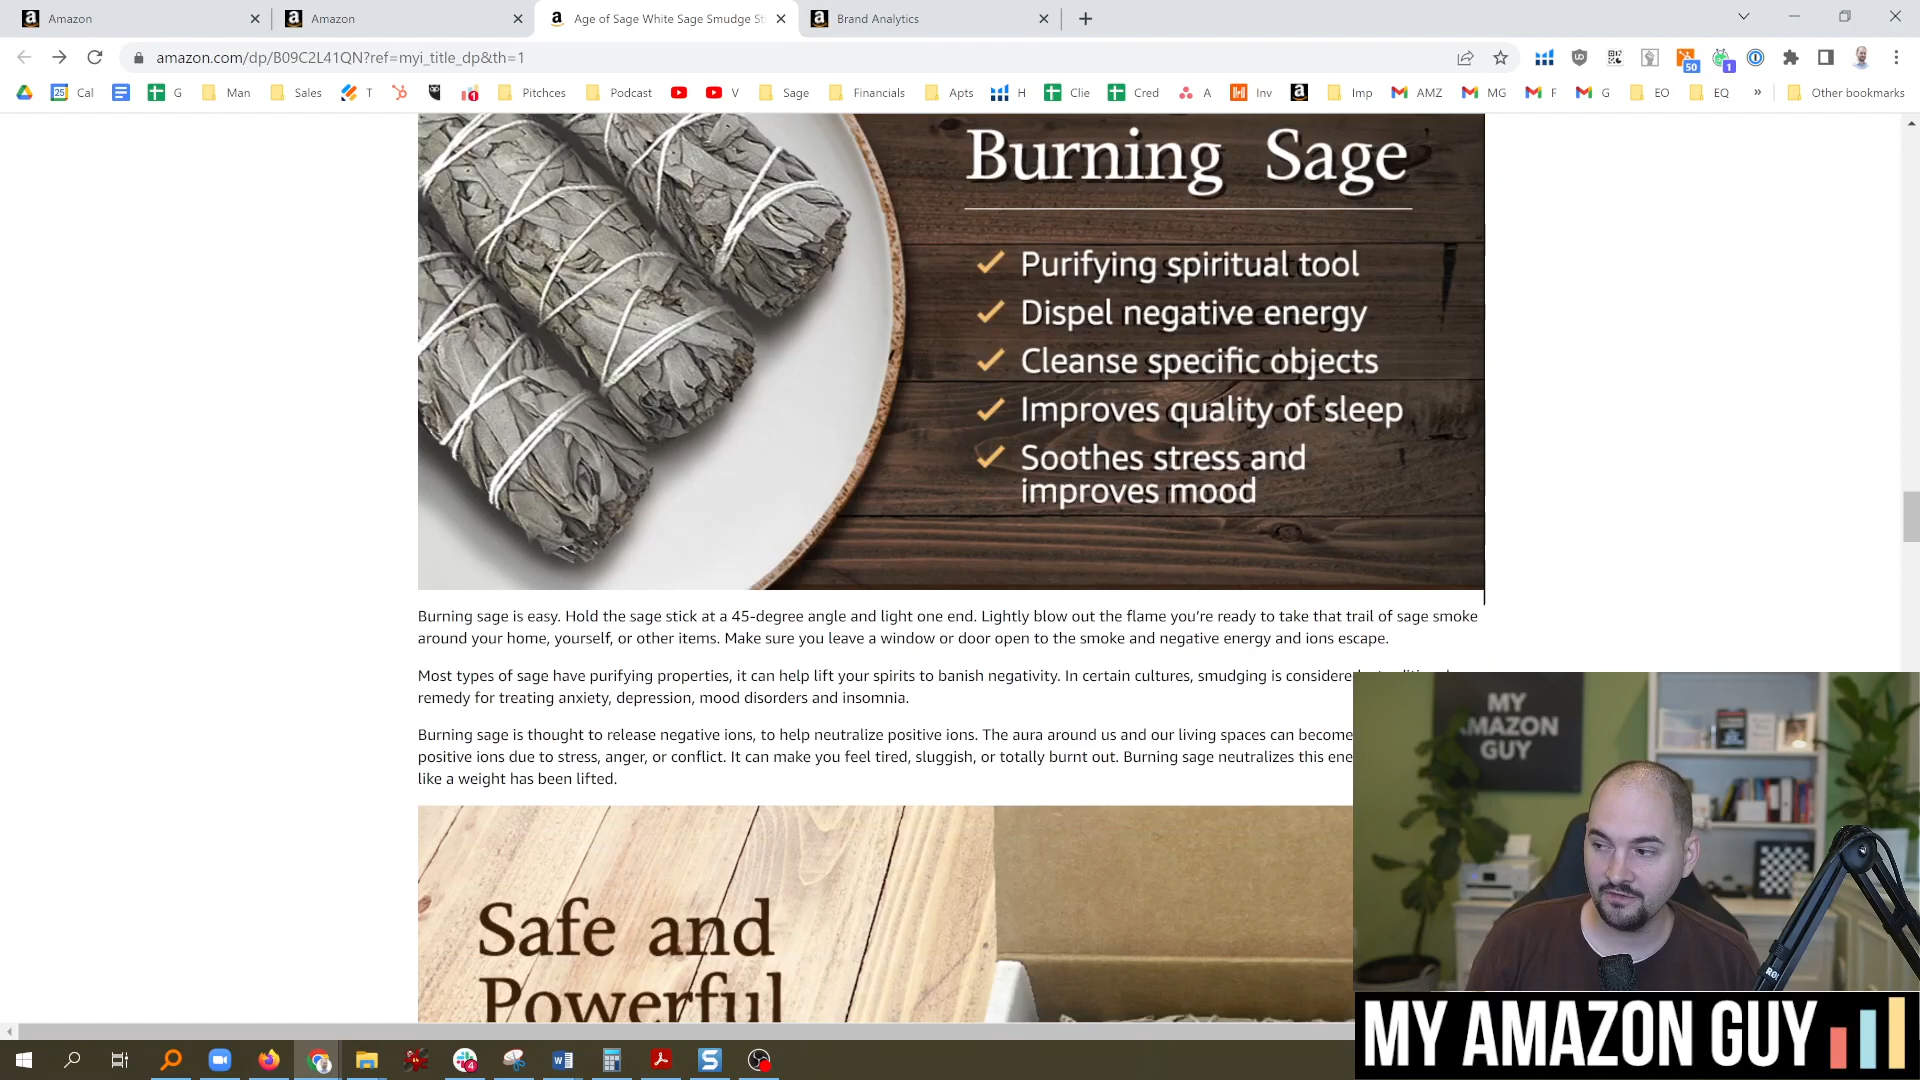 Amazon
Amazon
Age of Sage White Sage Smudge St
Brand Analytics
amazon.com/dp/B09C2L41QN?ref=myi_title_dp&th=1
50
1
25
Cal
G
Man
Sales
T
1
Pitchces
Podcast
V
Sage
Financials
Apts
H
Clie
Cred
A
Inv
Imp
AMZ
MG
F
G
EO
EQ
»
Other bookmarks
Burning Sage
Purifying spiritual tool
Dispel negative energy
Cleanse specific objects
Improves quality of sleep
Soothes stress and
improves mood
Burning sage is easy. Hold the sage stick at a 45-degree angle and light one end. Lightly blow out the flame you’re ready to take that trail of sage smoke
around your home, yourself, or other items. Make sure you leave a window or door open to the smoke and negative energy and ions escape.
Most types of sage have purifying properties, it can help lift your spirits to banish negativity. In certain cultures, smudging is considere
remedy for treating anxiety, depression, mood disorders and insomnia.
Burning sage is thought to release negative ions, to help neutralize positive ions. The aura around us and our living spaces can become
positive ions due to stress, anger, or conflict. It can make you feel tired, sluggish, or totally burnt out. Burning sage neutralizes this ene
like a weight has been lifted.
Safe and
Powerful
MY
AMAZON
GUY
MY AMAZON GUY
4